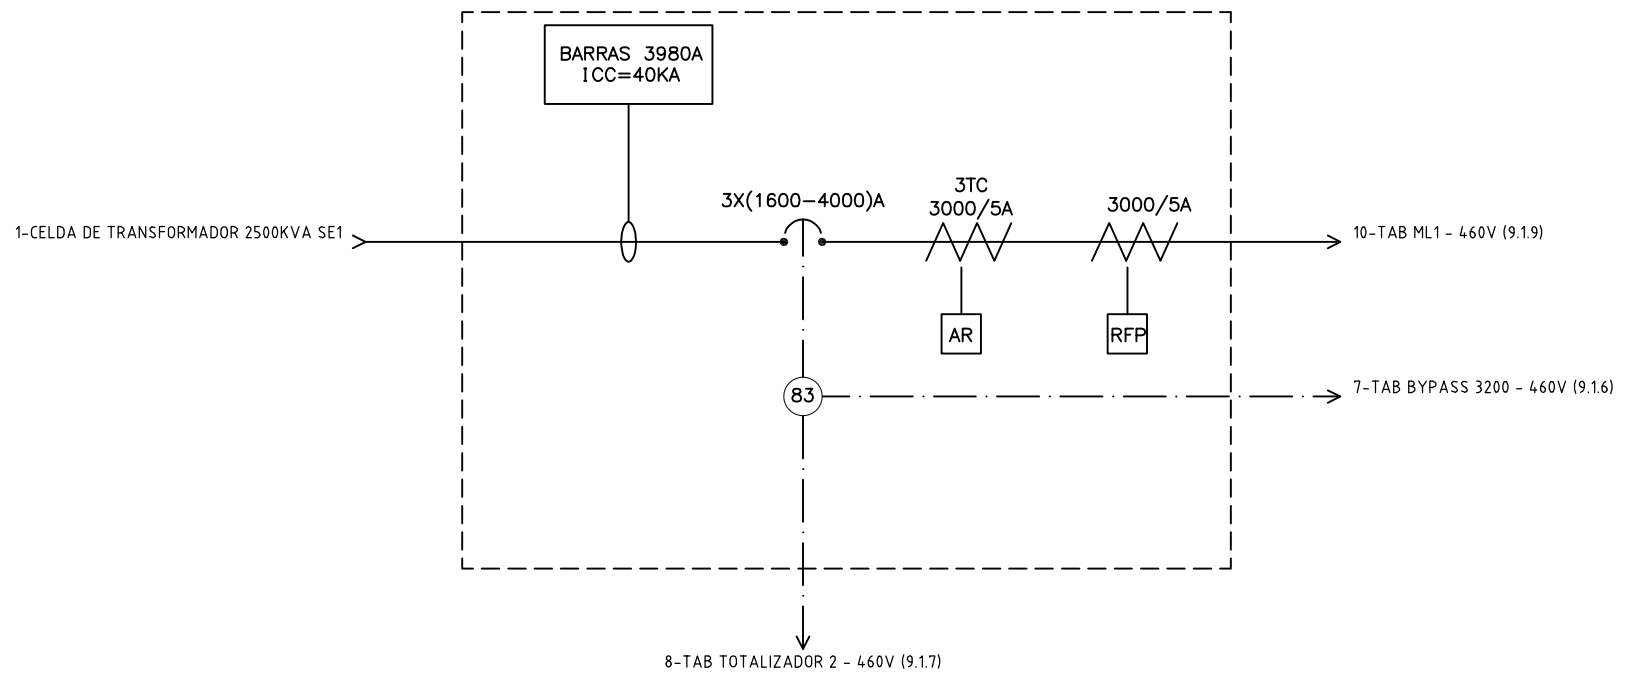 BARRAS 3980A
ICC=40KA
3X(1600-4000)A
3TC
3000/5A
3000/5A
1-CELDA DE TRANSFORMADOR 2500KVA SE1
10-TAB ML1 - 460V (9.1.9)
AR
RFP
83
7-TAB BYPASS 3200 - 460V (9.1.6)
8-TAB TOTALIZADOR 2 - 460V (9.1.7)